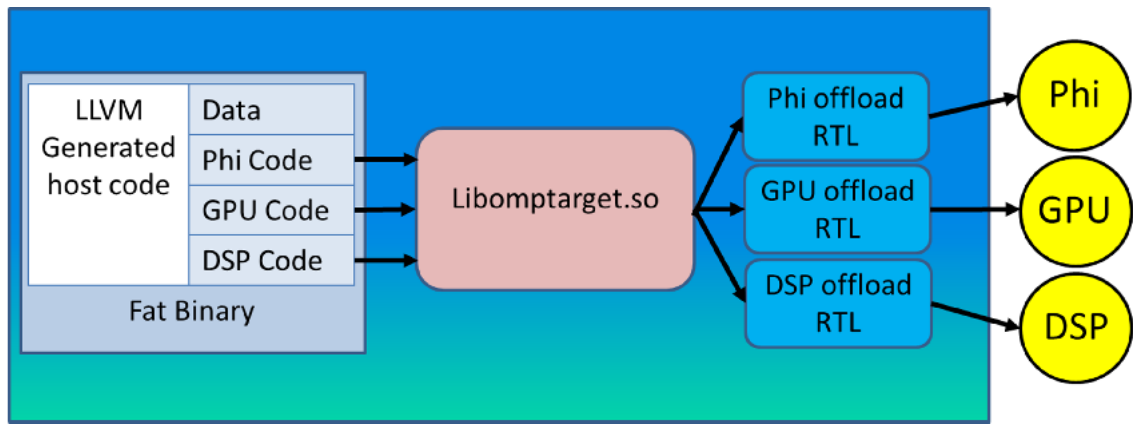 LLVM
Generated
host code
Data
Phi Code
GPU Code
DSP Code
Fat Binary
Libomptarget.so
Phi offload
RTL
GPU offload
RTL
DSP offload
RTL
Phi
GPU
DSP